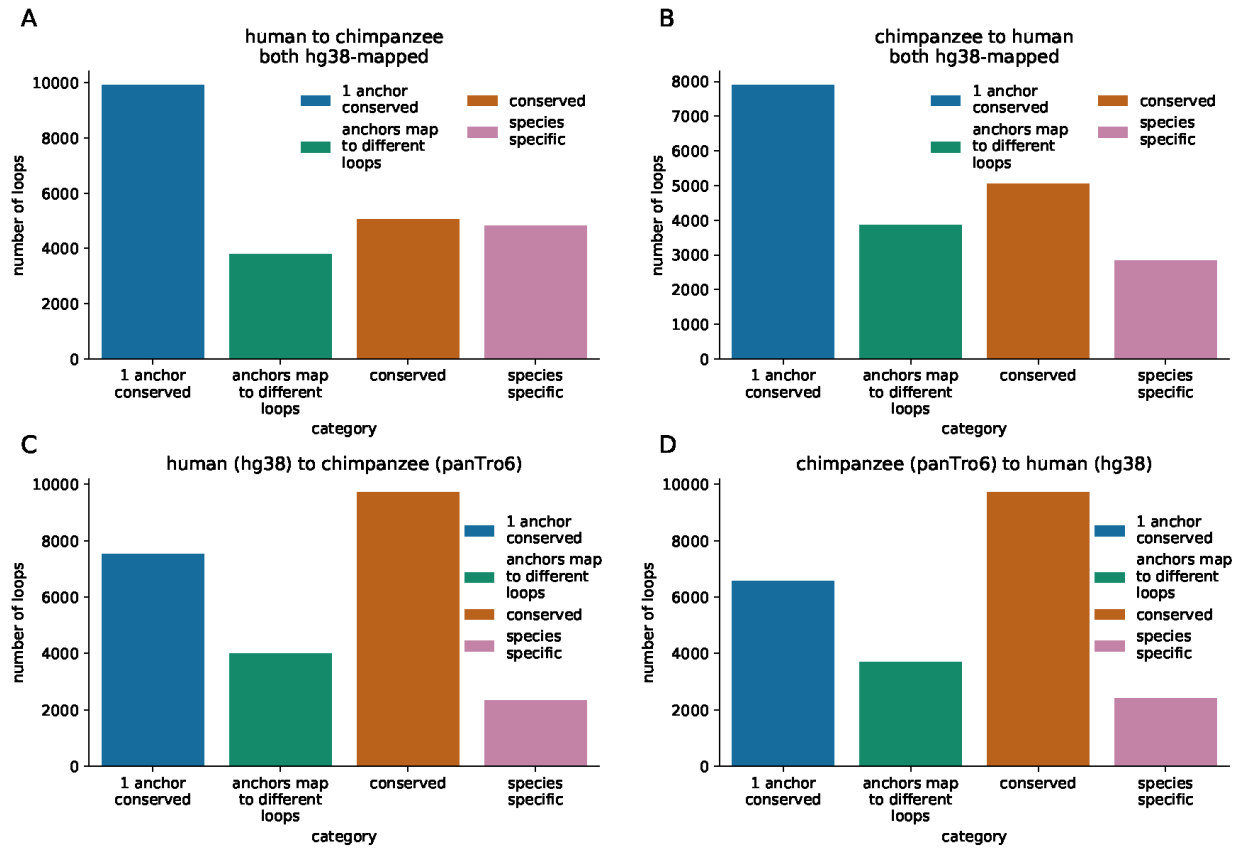 A
human to chimpanzee
both hg38-mapped
10000
8000
6000
4000
2000
0
number of loops
1 anchor
conserved
anchors map
to different
loops
conserved
species
specific
1 anchor
conserved
anchors map
to different
loops
conserved
species
specific
category
B
chimpanzee to human
both hg38-mapped
8000
7000
6000
5000
4000
3000
2000
1000
0
number of loops
1 anchor
conserved
anchors map
to different
loops
conserved
species
specific
1 anchor
conserved
anchors map
to different
loops
conserved
species
specific
category
C
human (hg38) to chimpanzee (panTro6)
10000
8000
6000
4000
2000
0
number of loops
1 anchor
conserved
anchors map
to different
loops
conserved
species
specific
1 anchor
conserved
anchors map
to different
loops
conserved
species
specific
category
D
chimpanzee (panTro6) to human (hg38)
10000
8000
6000
4000
2000
0
number of loops
1 anchor
conserved
anchors map
to different
loops
conserved
species
specific
1 anchor
conserved
anchors map
to different
loops
conserved
species
specific
category